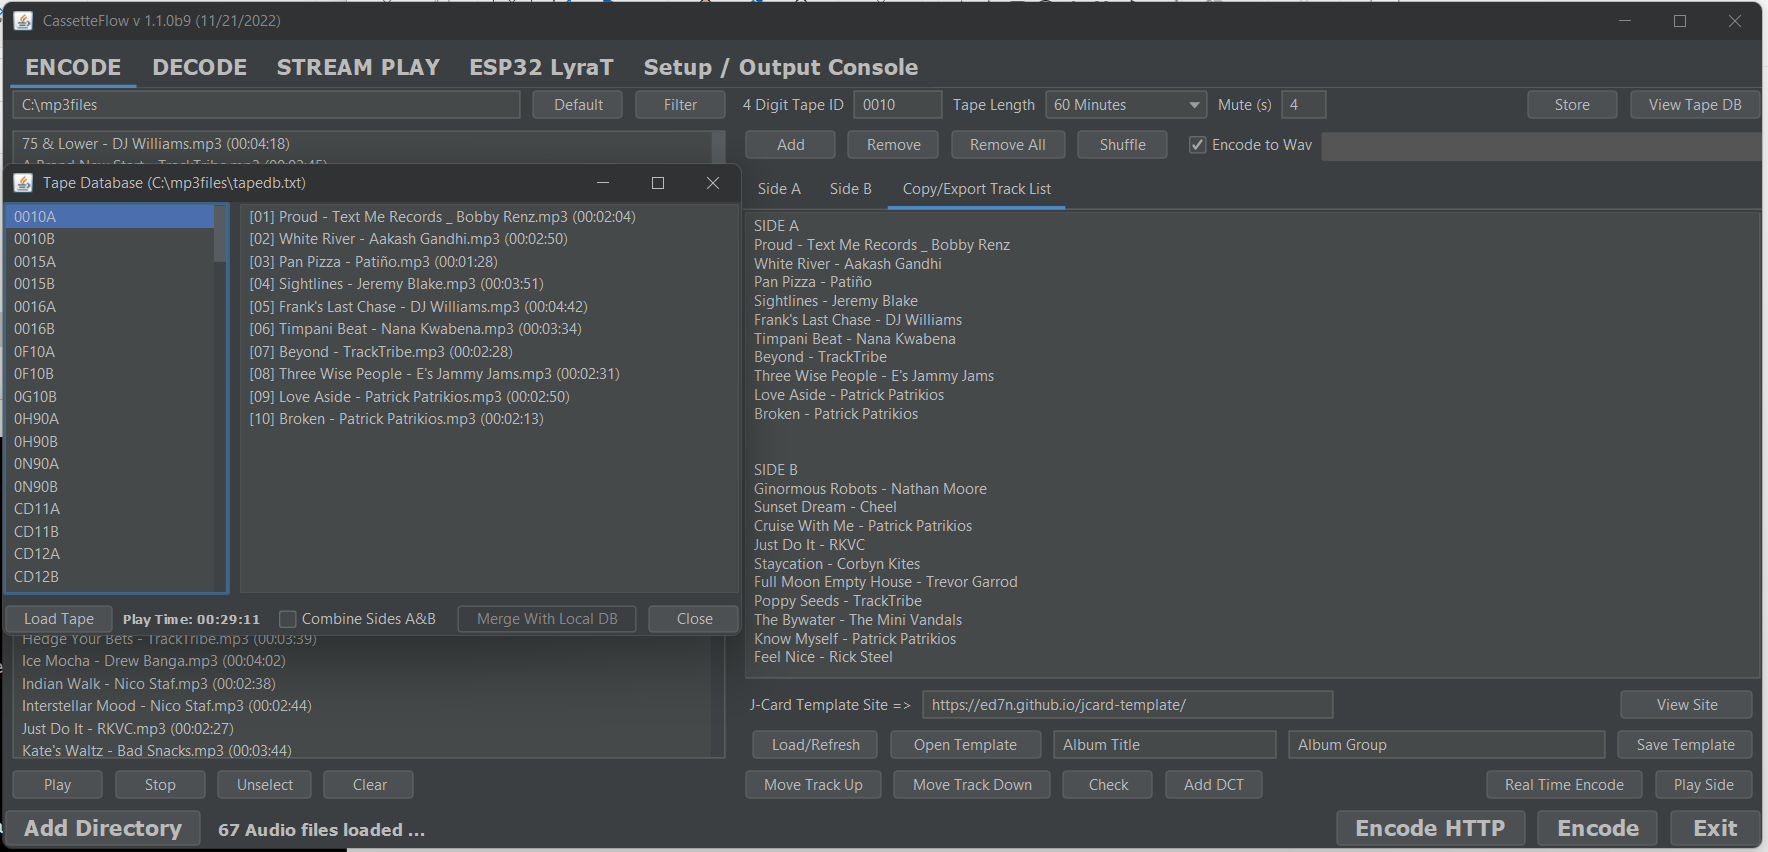 CassetteFlow v 1.1.0b9 (11/21/2022)
ENCODE DECODE STREAM PLAY ESP32 LyraT Setup / Output Console
C:\mp3files Default Filter 4 Digit Tape ID 0010 Tape Length 60 Minutes Mute (s) 4 Store View Tape DB
75 & Lower - DJ Williams.mp3 (00:04:18)
Add Remove Remove All Shuffle Encode to Wav
Tape Database (C:\mp3files\tapedb.txt)
0010A
0010B
0015A
0015B
0016A
0016B
0F10A
0F10B
0G10B
0H90A
0H90B
0N90A
0N90B
CD11A
CD11B
CD12A
CD12B
[01] Proud - Text Me Records _ Bobby Renz.mp3 (00:02:04)
[02] White River - Aakash Gandhi.mp3 (00:02:50)
[03] Pan Pizza - Patiño.mp3 (00:01:28)
[04] Sightlines - Jeremy Blake.mp3 (00:03:51)
[05] Frank's Last Chase - DJ Williams.mp3 (00:04:42)
[06] Timpani Beat - Nana Kwabena.mp3 (00:03:34)
[07] Beyond - TrackTribe.mp3 (00:02:28)
[08] Three Wise People - E's Jammy Jams.mp3 (00:02:31)
[09] Love Aside - Patrick Patrikios.mp3 (00:02:50)
[10] Broken - Patrick Patrikios.mp3 (00:02:13)
Load Tape Play Time: 00:29:11 Combine Sides A&B Merge With Local DB Close
Hedge Your Bets - TrackTribe.mp3 (00:03:39)
Ice Mocha - Drew Banga.mp3 (00:04:02)
Indian Walk - Nico Staf.mp3 (00:02:38)
Interstellar Mood - Nico Staf.mp3 (00:02:44)
Just Do It - RKVC.mp3 (00:02:27)
Kate's Waltz - Bad Snacks.mp3 (00:03:44)
Play Stop Unselect Clear
Side A Side B Copy/Export Track List
SIDE A
Proud - Text Me Records _ Bobby Renz
White River - Aakash Gandhi
Pan Pizza - Patiño
Sightlines - Jeremy Blake
Frank's Last Chase - DJ Williams
Timpani Beat - Nana Kwabena
Beyond - TrackTribe
Three Wise People - E's Jammy Jams
Love Aside - Patrick Patrikios
Broken - Patrick Patrikios
SIDE B
Ginormous Robots - Nathan Moore
Sunset Dream - Cheel
Cruise With Me - Patrick Patrikios
Just Do It - RKVC
Staycation - Corbyn Kites
Full Moon Empty House - Trevor Garrod
Poppy Seeds - TrackTribe
The Bywater - The Mini Vandals
Know Myself - Patrick Patrikios
Feel Nice - Rick Steel
J-Card Template Site => https://ed7n.github.io/jcard-template/ View Site
Load/Refresh Open Template Album Title Album Group Save Template
Move Track Up Move Track Down Check Add DCT Real Time Encode Play Side
Add Directory 67 Audio files loaded ... Encode HTTP Encode Exit